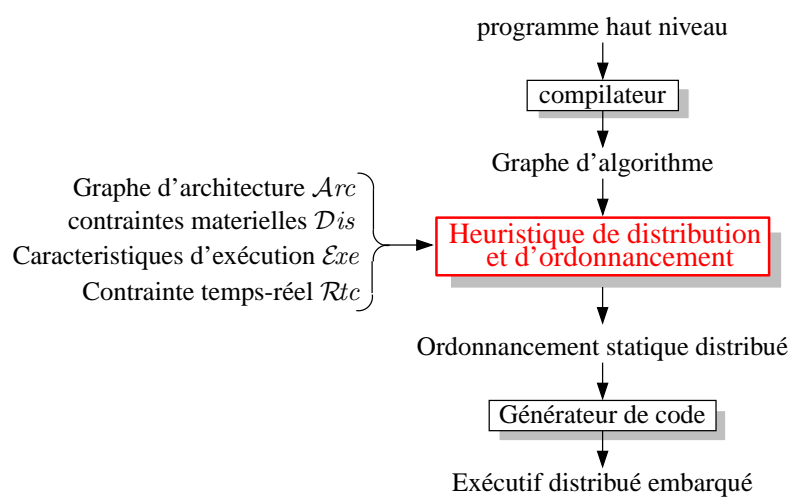 programme haut niveau
compilateur
Graphe d'algorithme
Graphe d'architecture Arc
contraintes materielles Dis
Caracteristiques d'exécution Exe
Contrainte temps-réel Rtc
Heuristique de distribution
et d'ordonnancement
Ordonnancement statique distribué
Générateur de code
Exécutif distribué embarqué